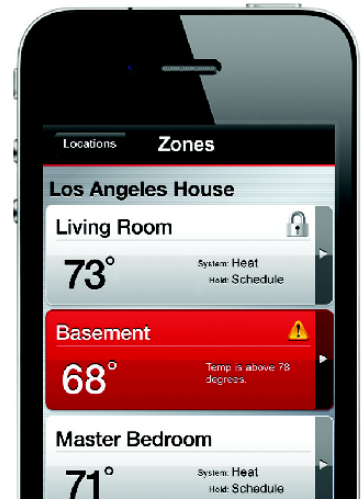 Locations
Zones
Los Angeles House
Living Room
73°
System: Heat
Hold: Schedule
Basement
68°
Temp is above 78
degrees.
Master Bedroom
71°
System: Heat
Hold: Schedule